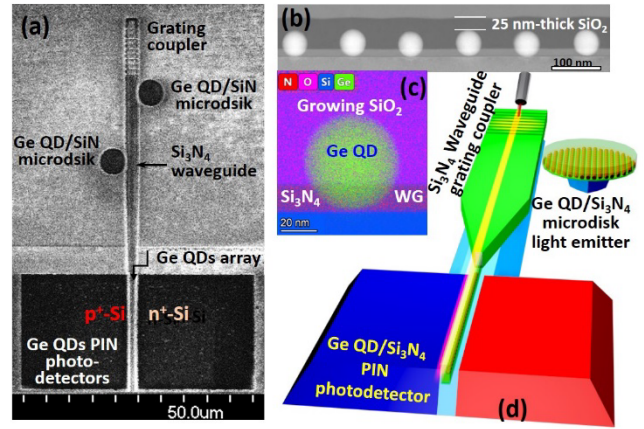 (a)
Grating
coupler
Ge QD/SiN
microdsik
Ge QD/SiN
microdsik
Si₃N₄
waveguide
Ge QDs array
p⁺-Si
n⁺-Si
Ge QDs PIN
photo-
detectors
50.0um
(b)
25 nm-thick SiO₂
100 nm
N O Si Ge
(c)
Growing SiO₂
Ge QD
Si₃N₄ WG
20 nm
Si₃N₄ Waveguide
grating coupler
Ge QD/Si₃N₄
microdisk
light emitter
Ge QD/Si₃N₄
PIN
photodetector
(d)